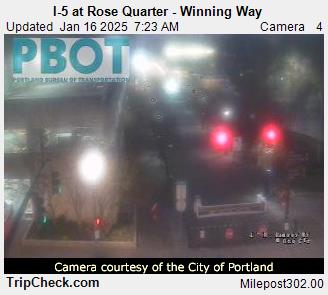 I-5 at Rose Quarter - Winning Way
Updated Jan 16 2025 7:23 AM Camera 4
PBOT
PORTLAND BUREAU OF TRANSPORTATION
Camera courtesy of the City of Portland
TripCheck.com Milepost302.00